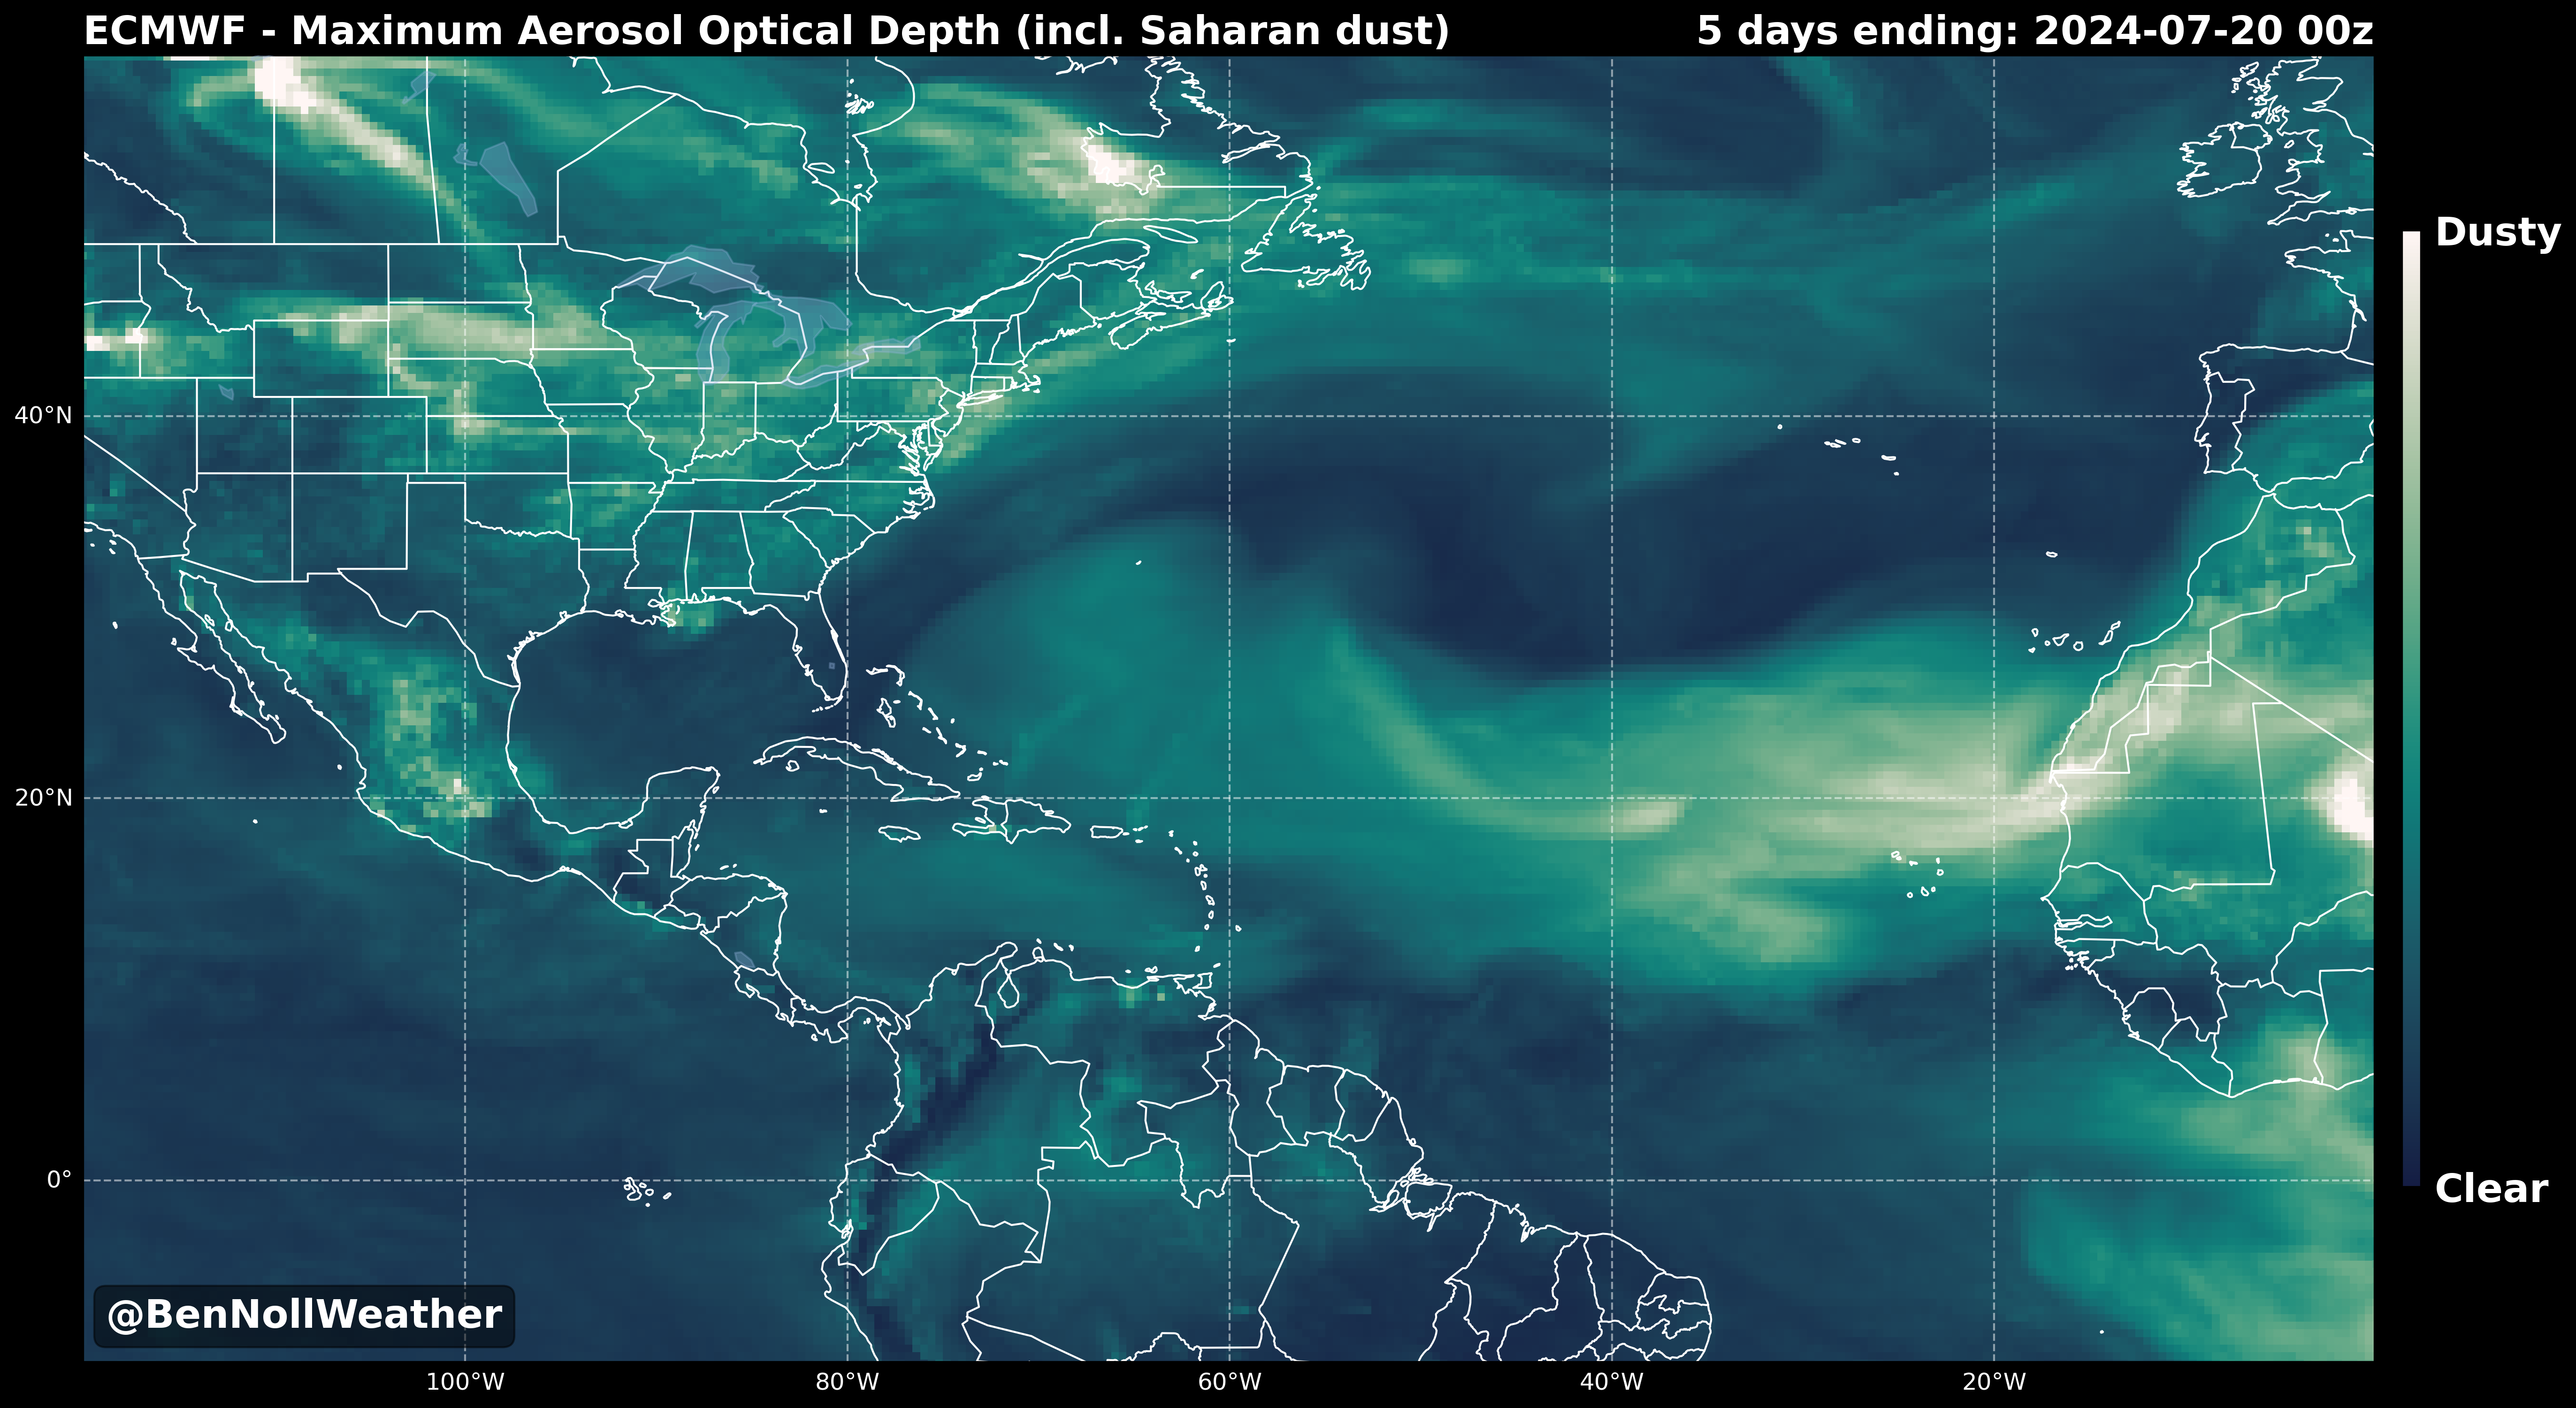 ECMWF - Maximum Aerosol Optical Depth (incl. Saharan dust)
5 days ending: 2024-07-20 00z
Dusty
40°N
20°N
0°
Clear
@BenNollWeather
100°W
80°W
60°W
40°W
20°W